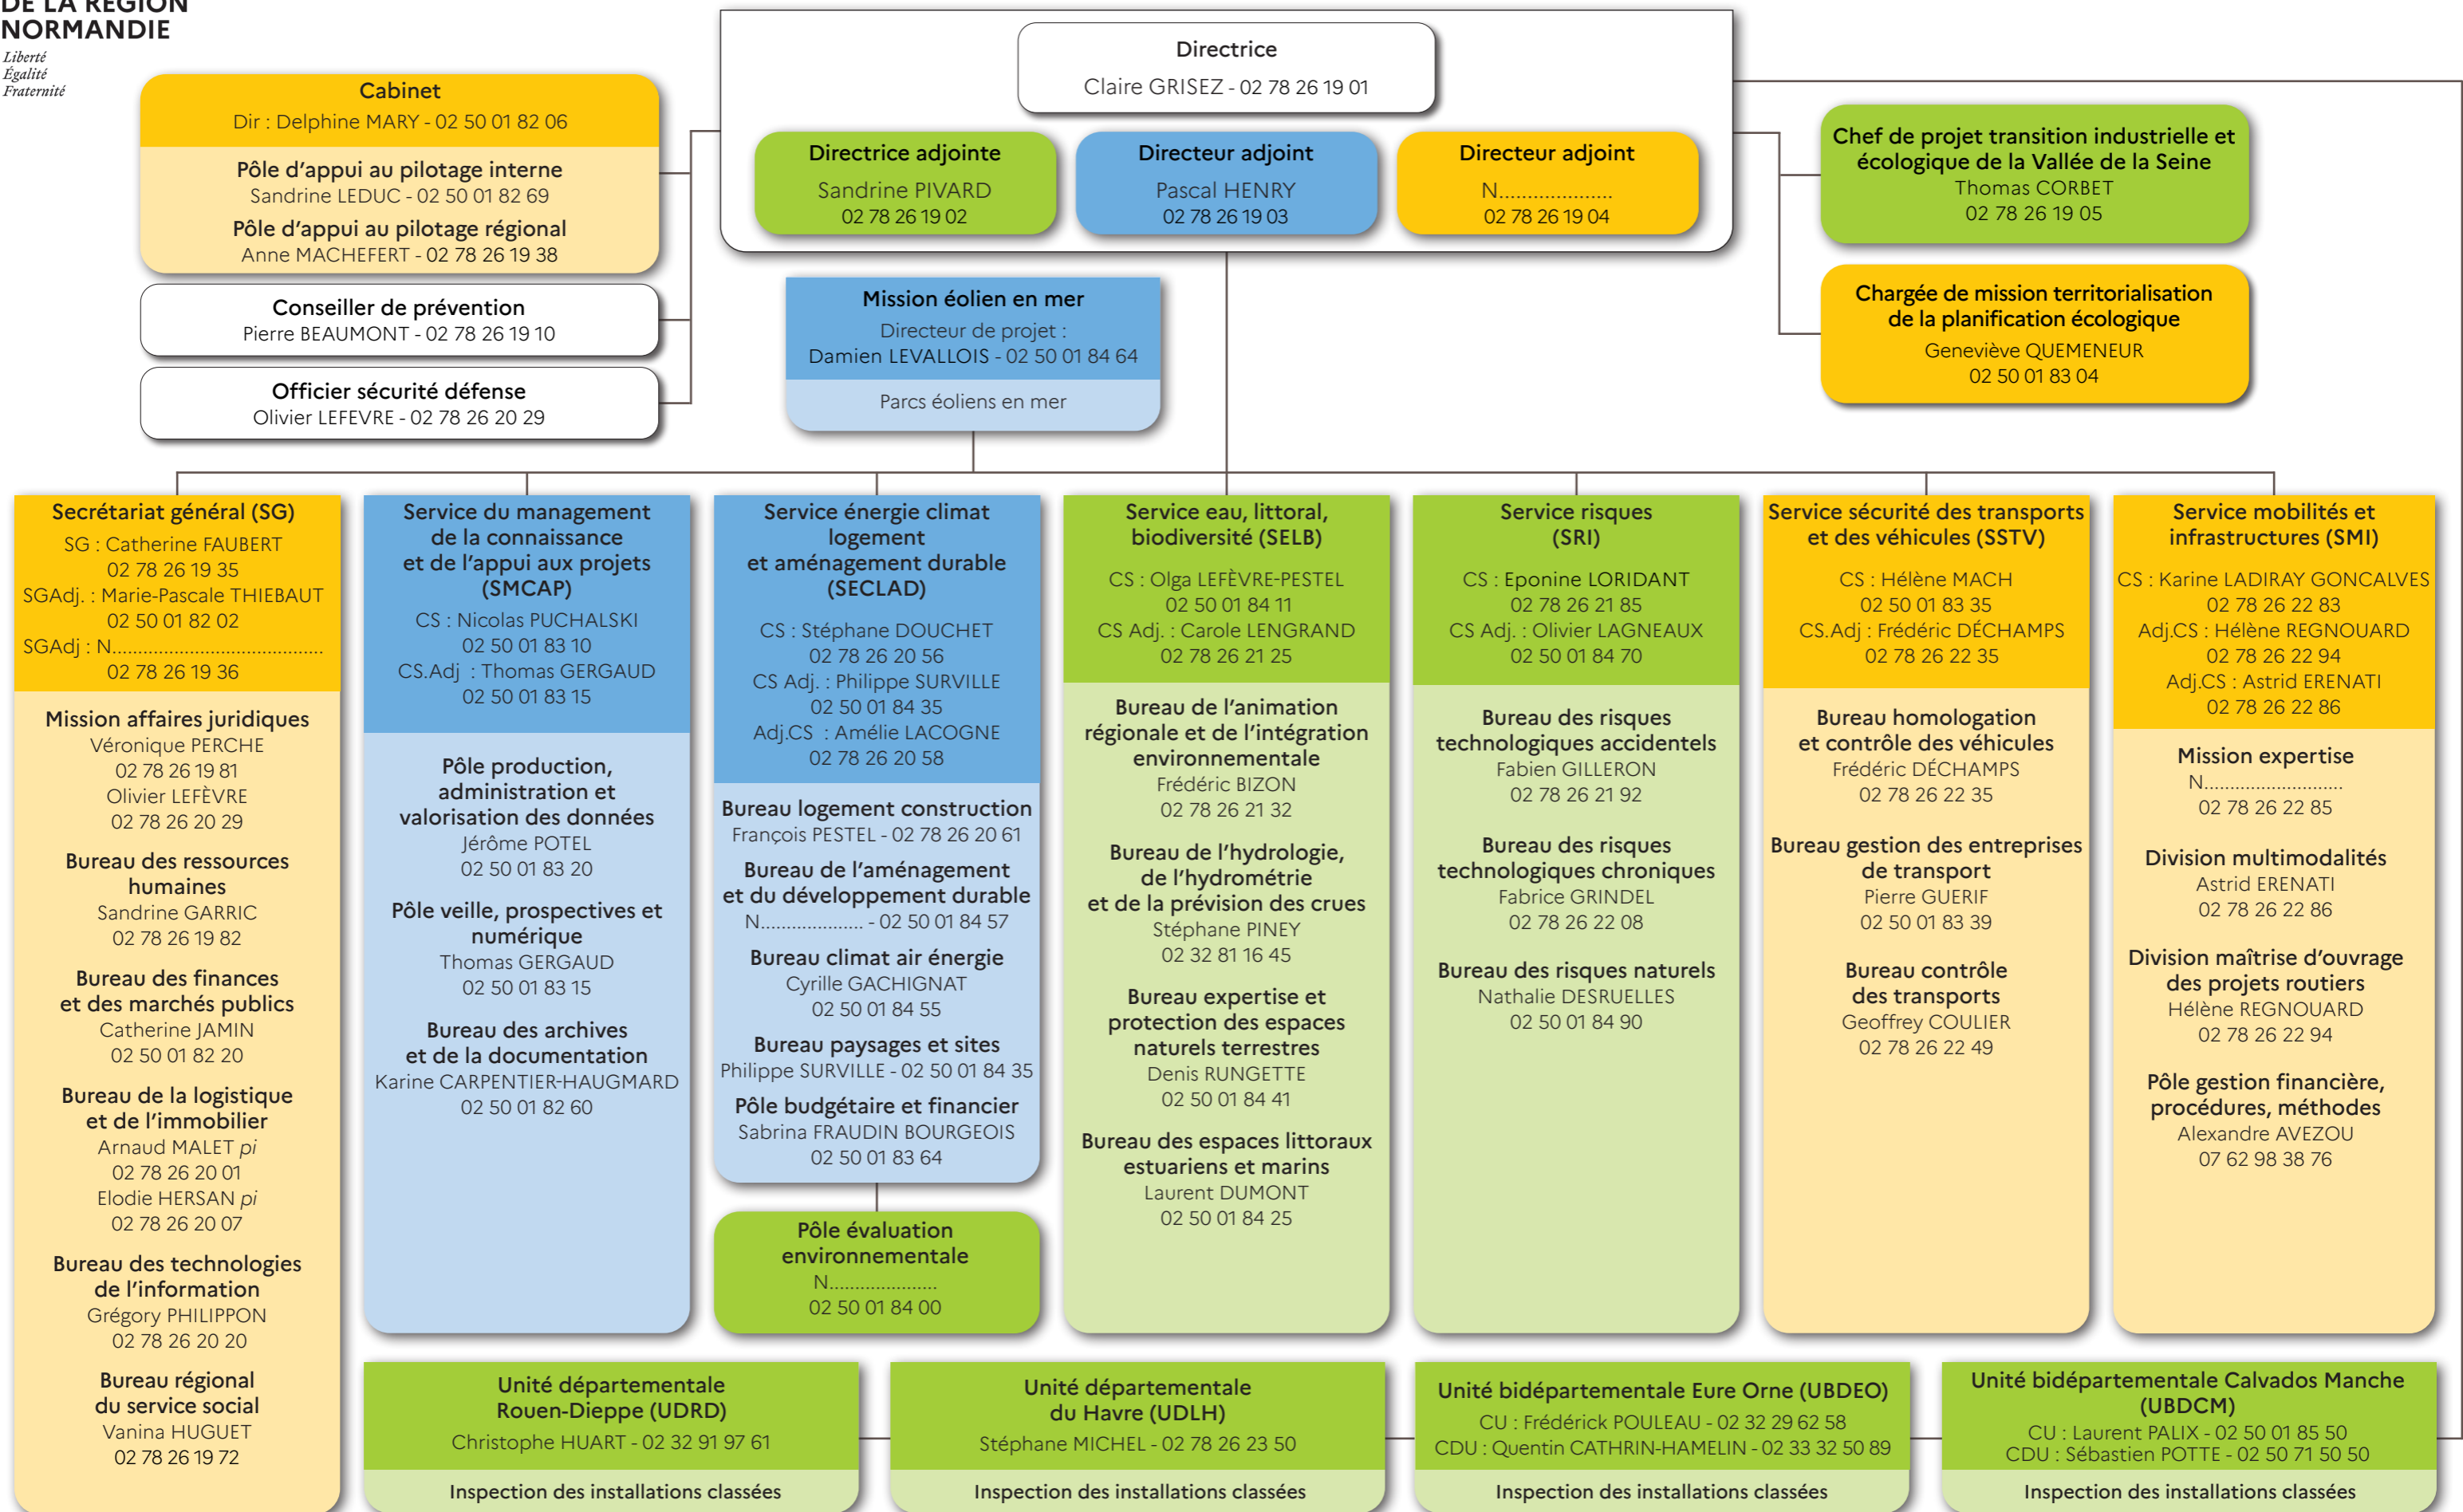 DE LA RÉGION
NORMANDIE
Liberté
Égalité
Fraternité
Directrice
Claire GRISEZ - 02 78 26 19 01
Directrice adjointe
Sandrine PIVARD
02 78 26 19 02
Directeur adjoint
Pascal HENRY
02 78 26 19 03
Directeur adjoint
N...................
02 78 26 19 04
Cabinet
Dir : Delphine MARY - 02 50 01 82 06
Pôle d'appui au pilotage interne
Sandrine LEDUC - 02 50 01 82 69
Pôle d'appui au pilotage régional
Anne MACHEFERT - 02 78 26 19 38
Conseiller de prévention
Pierre BEAUMONT - 02 78 26 19 10
Officier sécurité défense
Olivier LEFEVRE - 02 78 26 20 29
Mission éolien en mer
Directeur de projet :
Damien LEVALLOIS - 02 50 01 84 64
Parcs éoliens en mer
Chef de projet transition industrielle et
écologique de la Vallée de la Seine
Thomas CORBET
02 78 26 19 05
Chargée de mission territorialisation
de la planification écologique
Geneviève QUEMENEUR
02 50 01 83 04
Secrétariat général (SG)
SG : Catherine FAUBERT
02 78 26 19 35
SGAdj. : Marie-Pascale THIEBAUT
02 50 01 82 02
SGAdj : N.......................................
02 78 26 19 36
Mission affaires juridiques
Véronique PERCHE
02 78 26 19 81
Olivier LEFÈVRE
02 78 26 20 29
Bureau des ressources
humaines
Sandrine GARRIC
02 78 26 19 82
Bureau des finances
et des marchés publics
Catherine JAMIN
02 50 01 82 20
Bureau de la logistique
et de l'immobilier
Arnaud MALET pi
02 78 26 20 01
Elodie HERSAN pi
02 78 26 20 07
Bureau des technologies
de l'information
Grégory PHILIPPON
02 78 26 20 20
Bureau régional
du service social
Vanina HUGUET
02 78 26 19 72
Service du management
de la connaissance
et de l'appui aux projets
(SMCAP)
CS : Nicolas PUCHALSKI
02 50 01 83 10
CS.Adj : Thomas GERGAUD
02 50 01 83 15
Pôle production,
administration et
valorisation des données
Jérôme POTEL
02 50 01 83 20
Pôle veille, prospectives et
numérique
Thomas GERGAUD
02 50 01 83 15
Bureau des archives
et de la documentation
Karine CARPENTIER-HAUGMARD
02 50 01 82 60
Service énergie climat
logement
et aménagement durable
(SECLAD)
CS : Stéphane DOUCHET
02 78 26 20 56
CS Adj. : Philippe SURVILLE
02 50 01 84 35
Adj.CS : Amélie LACOGNE
02 78 26 20 58
Bureau logement construction
François PESTEL - 02 78 26 20 61
Bureau de l'aménagement
et du développement durable
N................... - 02 50 01 84 57
Bureau climat air énergie
Cyrille GACHIGNAT
02 50 01 84 55
Bureau paysages et sites
Philippe SURVILLE - 02 50 01 84 35
Pôle budgétaire et financier
Sabrina FRAUDIN BOURGEOIS
02 50 01 83 64
Pôle évaluation
environnementale
N....................
02 50 01 84 00
Service eau, littoral,
biodiversité (SELB)
CS : Olga LEFÈVRE-PESTEL
02 50 01 84 11
CS Adj. : Carole LENGRAND
02 78 26 21 25
Bureau de l'animation
régionale et de l'intégration
environnementale
Frédéric BIZON
02 78 26 21 32
Bureau de l'hydrologie,
de l'hydrométrie
et de la prévision des crues
Stéphane PINEY
02 32 81 16 45
Bureau expertise et
protection des espaces
naturels terrestres
Denis RUNGETTE
02 50 01 84 41
Bureau des espaces littoraux
estuariens et marins
Laurent DUMONT
02 50 01 84 25
Service risques
(SRI)
CS : Eponine LORIDANT
02 78 26 21 85
CS Adj. : Olivier LAGNEAUX
02 50 01 84 70
Bureau des risques
technologiques accidentels
Fabien GILLERON
02 78 26 21 92
Bureau des risques
technologiques chroniques
Fabrice GRINDEL
02 78 26 22 08
Bureau des risques naturels
Nathalie DESRUELLES
02 50 01 84 90
Service sécurité des transports
et des véhicules (SSTV)
CS : Hélène MACH
02 50 01 83 35
CS.Adj : Frédéric DÉCHAMPS
02 78 26 22 35
Bureau homologation
et contrôle des véhicules
Frédéric DÉCHAMPS
02 78 26 22 35
Bureau gestion des entreprises
de transport
Pierre GUERIF
02 50 01 83 39
Bureau contrôle
des transports
Geoffrey COULIER
02 78 26 22 49
Service mobilités et
infrastructures (SMI)
CS : Karine LADIRAY GONCALVES
02 78 26 22 83
Adj.CS : Hélène REGNOUARD
02 78 26 22 94
Adj.CS : Astrid ERENATI
02 78 26 22 86
Mission expertise
N..........................
02 78 26 22 85
Division multimodalités
Astrid ERENATI
02 78 26 22 86
Division maîtrise d'ouvrage
des projets routiers
Hélène REGNOUARD
02 78 26 22 94
Pôle gestion financière,
procédures, méthodes
Alexandre AVEZOU
07 62 98 38 76
Unité départementale
Rouen-Dieppe (UDRD)
Christophe HUART - 02 32 91 97 61
Inspection des installations classées
Unité départementale
du Havre (UDLH)
Stéphane MICHEL - 02 78 26 23 50
Inspection des installations classées
Unité bidépartementale Eure Orne (UBDEO)
CU : Frédérick POULEAU - 02 32 29 62 58
CDU : Quentin CATHRIN-HAMELIN - 02 33 32 50 89
Inspection des installations classées
Unité bidépartementale Calvados Manche
(UBDCM)
CU : Laurent PALIX - 02 50 01 85 50
CDU : Sébastien POTTE - 02 50 71 50 50
Inspection des installations classées